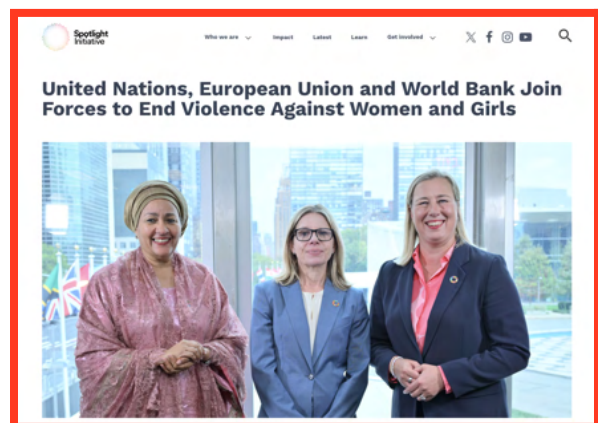 Spotlight
Initiative
Who we are
Impact
Latest
Learn
Get involved
United Nations, European Union and World Bank Join
Forces to End Violence Against Women and Girls